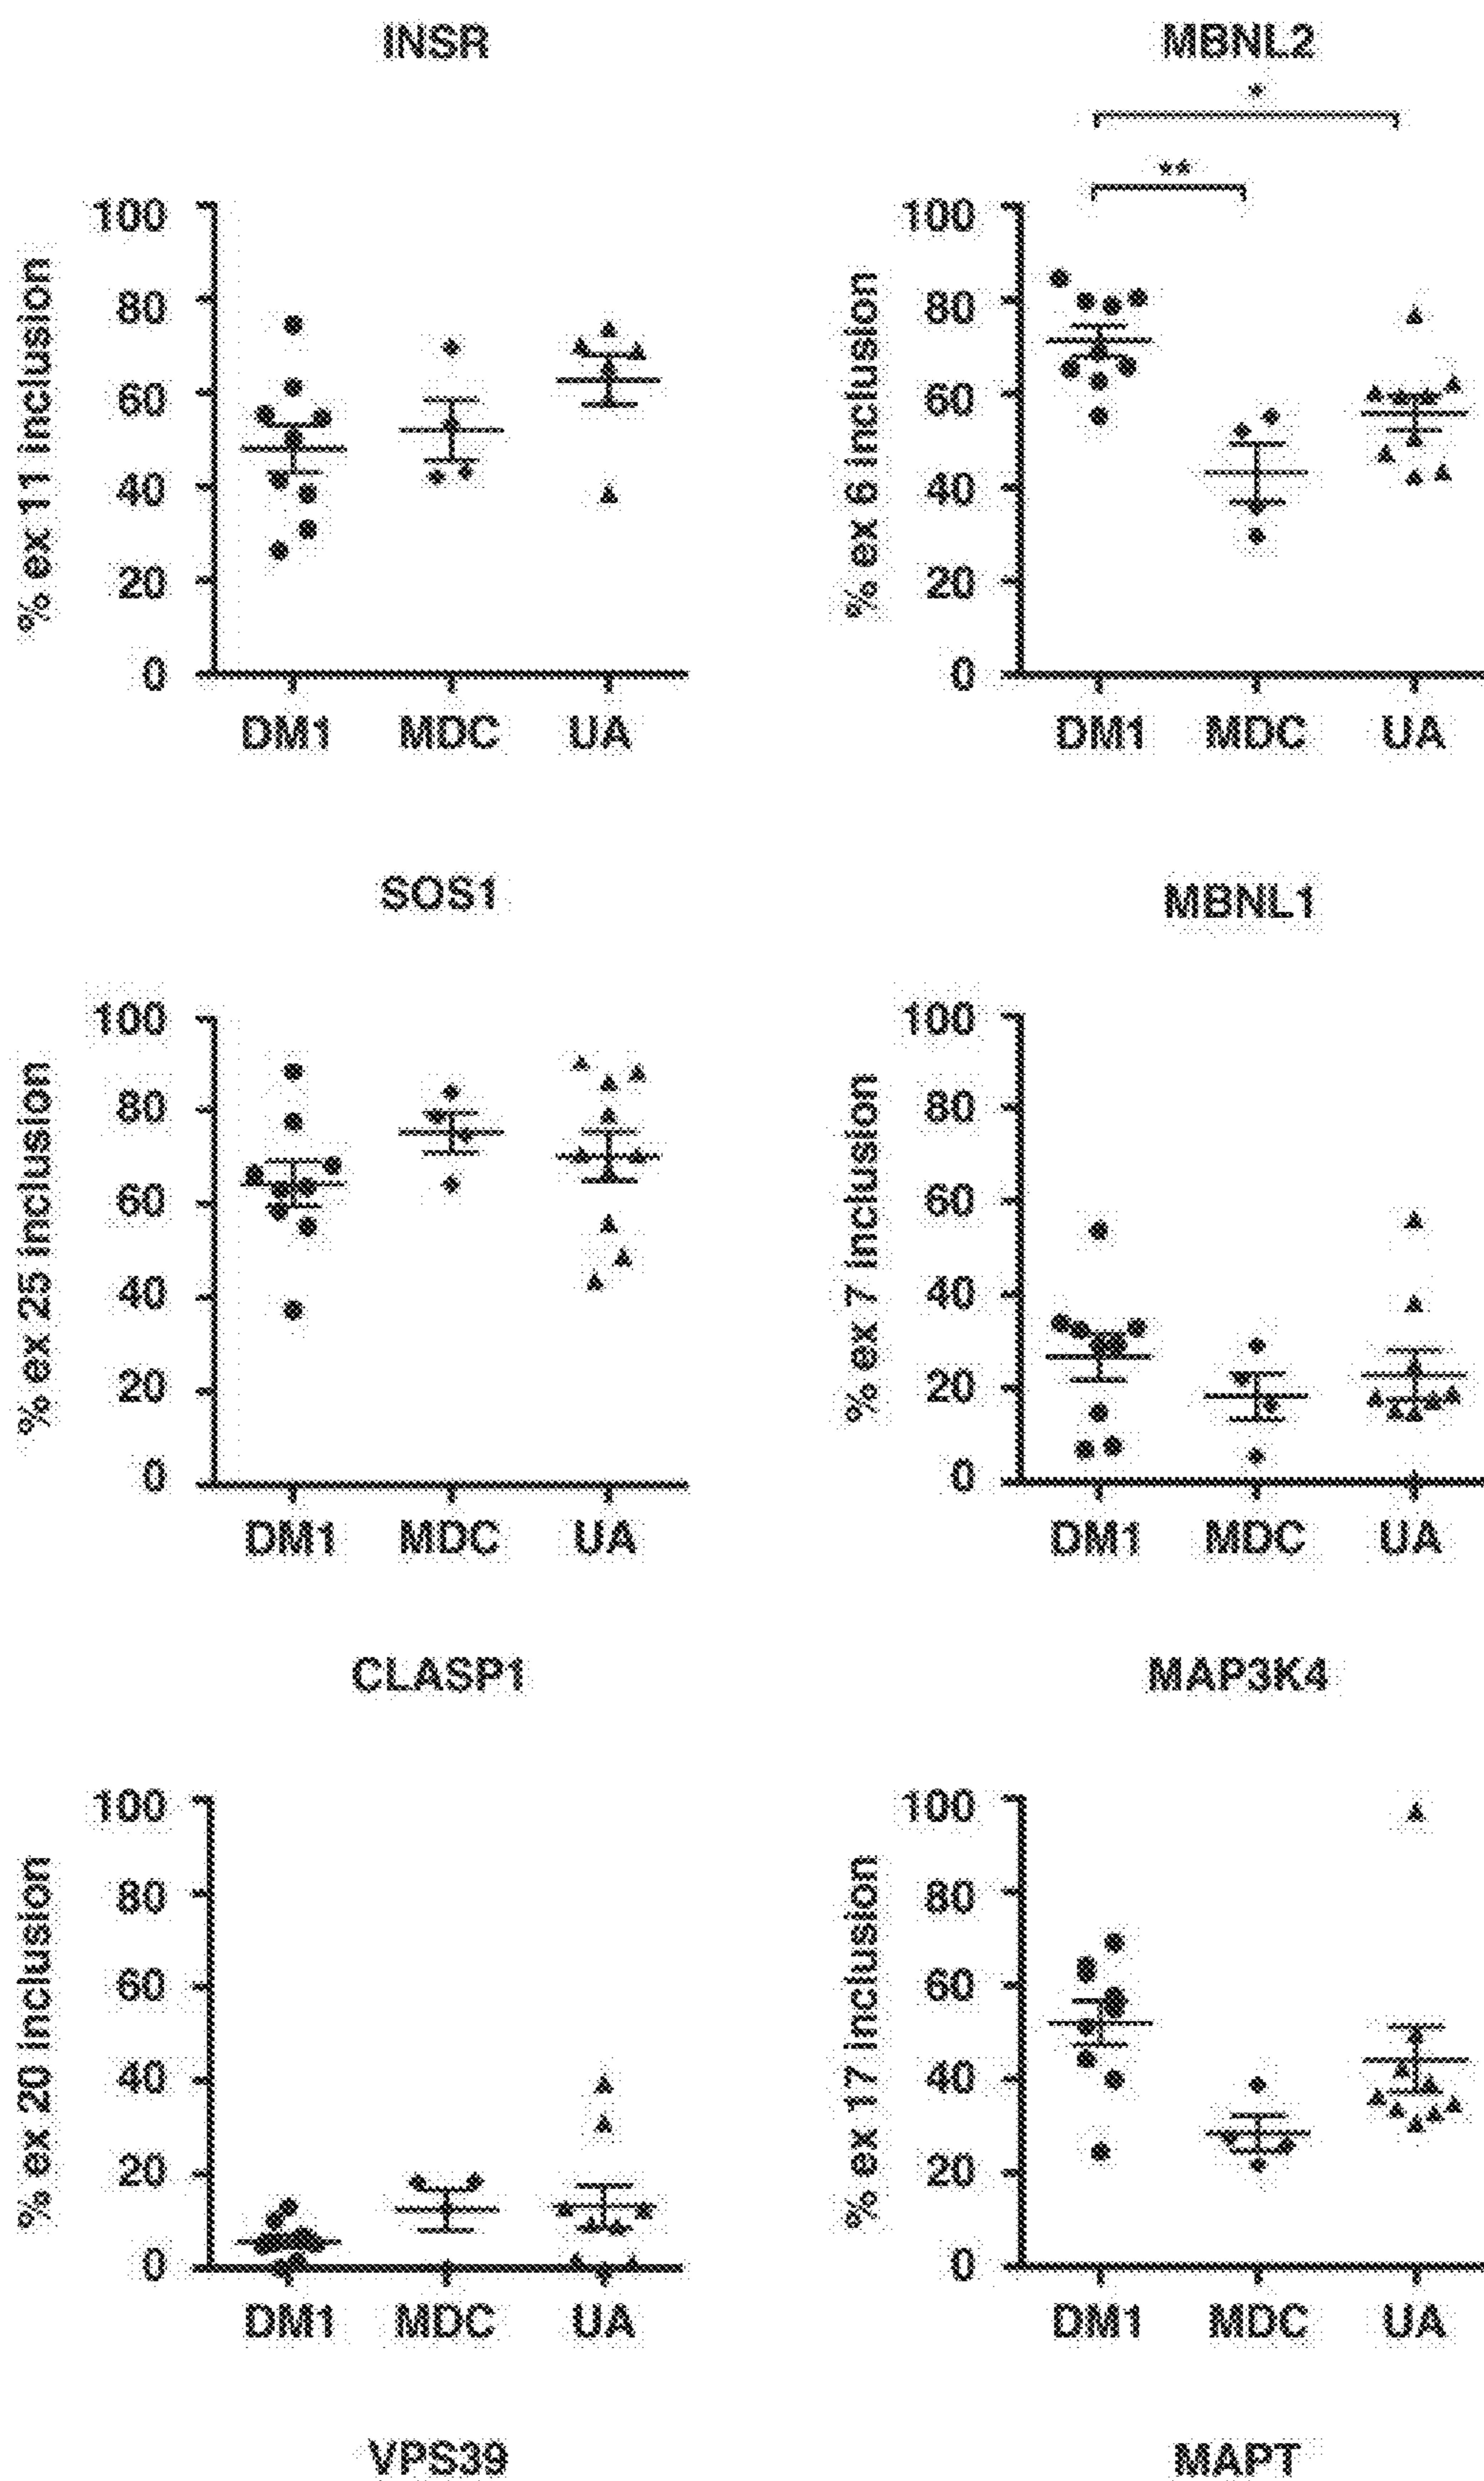 INSR
% ex 11 inclusion
100
80
60
40
20
0
DM1 MDC UA
MBNL2
*
**
% ex 6 inclusion
100
80
60
40
20
0
DM1 MDC UA
SOS1
% ex 25 inclusion
100
80
60
40
20
0
DM1 MDC UA
MBNL1
% ex 7 inclusion
100
80
60
40
20
0
DM1 MDC UA
CLASP1
% ex 20 inclusion
100
80
60
40
20
0
DM1 MDC UA
MAP3K4
% ex 17 inclusion
100
80
60
40
20
0
DM1 MDC UA
VPS39
MAPT